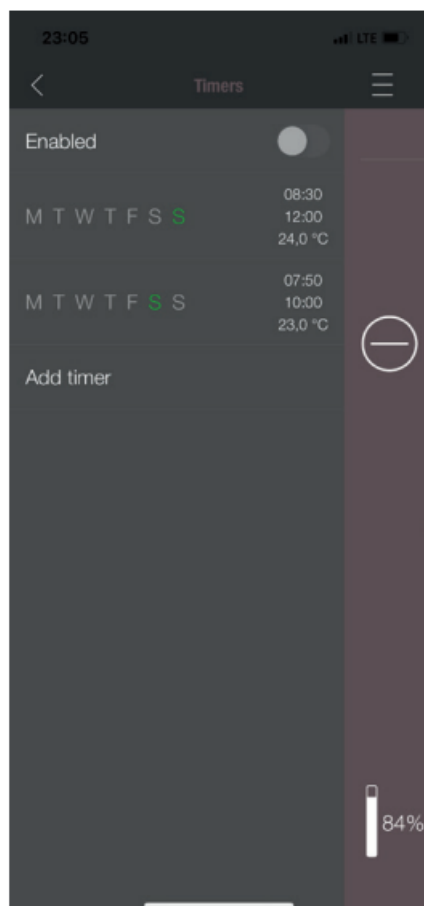 23:05
LTE
Timers
Enabled
08:30
M T W T F S S
12:00
24,0 °C
07:50
M T W T F S S
10:00
23,0 °C
Add timer
84%